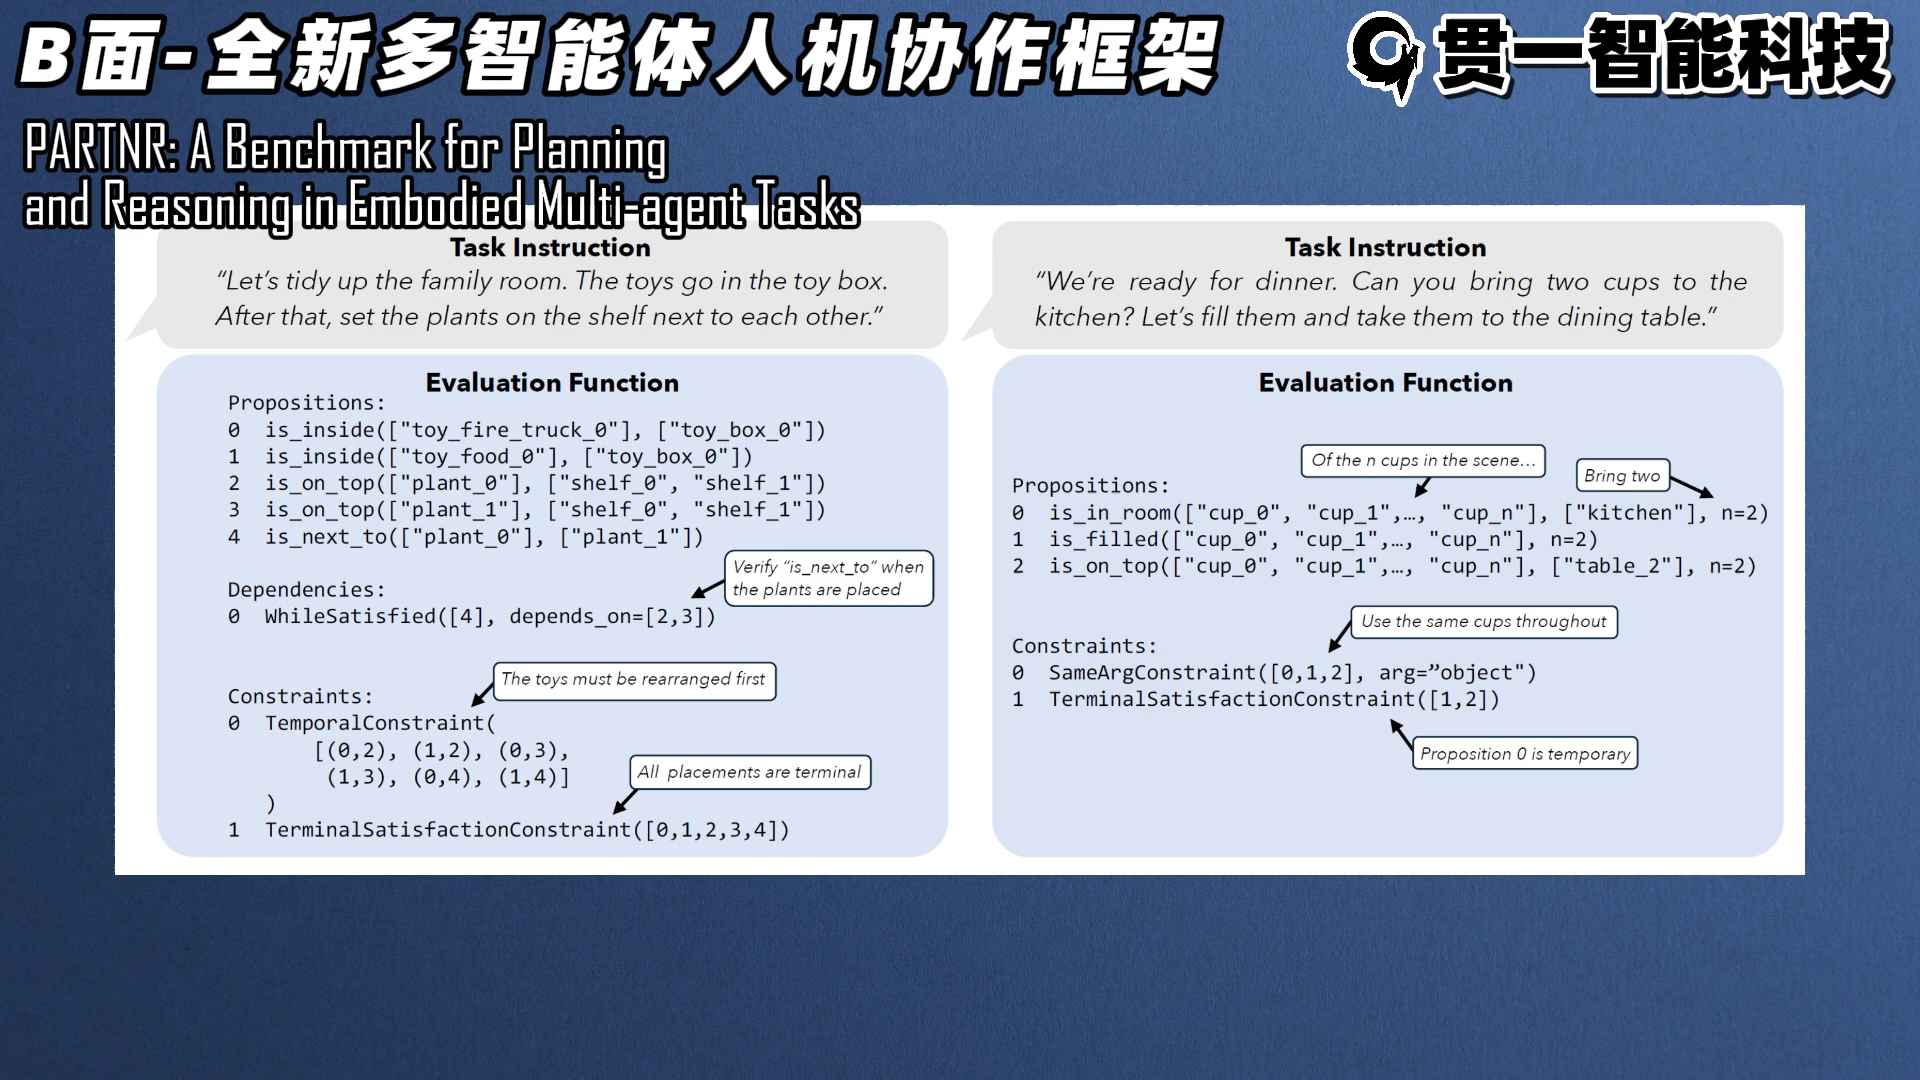 B面-全新多智能体人机协作框架
贯一智能科技
PARTNR: A Benchmark for Planning
and Reasoning in Embodied Multi-agent Tasks
Task Instruction
“Let’s tidy up the family room. The toys go in the toy box.
After that, set the plants on the shelf next to each other.”
Evaluation Function
Propositions:
0 is_inside(["toy_fire_truck_0"], ["toy_box_0"])
1 is_inside(["toy_food_0"], ["toy_box_0"])
2 is_on_top(["plant_0"], ["shelf_0", "shelf_1"])
3 is_on_top(["plant_1"], ["shelf_0", "shelf_1"])
4 is_next_to(["plant_0"], ["plant_1"])
Verify “is_next_to” when
the plants are placed
Dependencies:
0 WhileSatisfied([4], depends_on=[2,3])
The toys must be rearranged first
Constraints:
0 TemporalConstraint(
[(0,2), (1,2), (0,3),
(1,3), (0,4), (1,4)]
)
All placements are terminal
1 TerminalSatisfactionConstraint([0,1,2,3,4])
Task Instruction
“We’re ready for dinner. Can you bring two cups to the
kitchen? Let’s fill them and take them to the dining table.”
Evaluation Function
Of the n cups in the scene…
Bring two
Propositions:
0 is_in_room(["cup_0", "cup_1",…, "cup_n"], ["kitchen"], n=2)
1 is_filled(["cup_0", "cup_1",…, "cup_n"], n=2)
2 is_on_top(["cup_0", "cup_1",…, "cup_n"], ["table_2"], n=2)
Use the same cups throughout
Constraints:
0 SameArgConstraint([0,1,2], arg=”object")
1 TerminalSatisfactionConstraint([1,2])
Proposition 0 is temporary